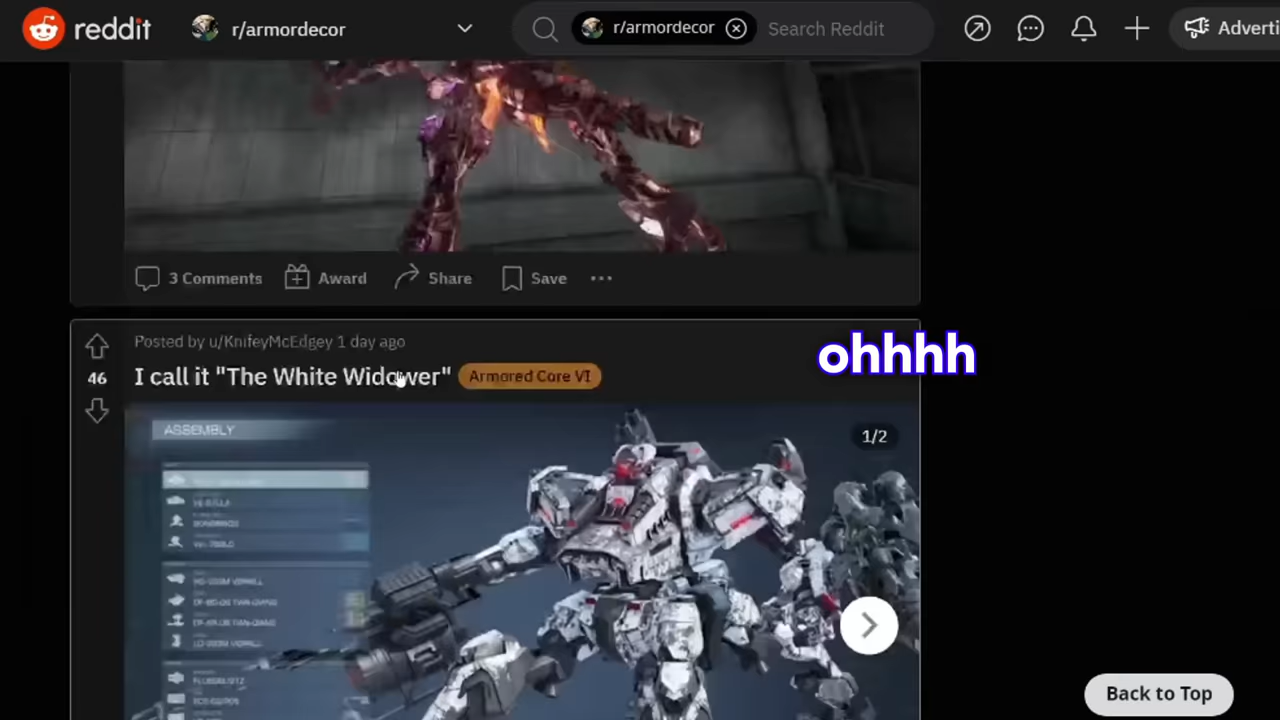 reddit
r/armordecor
r/armordecor
Search Reddit
Adverti
3 Comments
Award
Share
Save
Posted by u/KnifeyMcEdgey 1 day ago
ohhhh
46
I call it "The White Widower"
Armored Core VI
ASSEMBLY
1/2
Back to Top